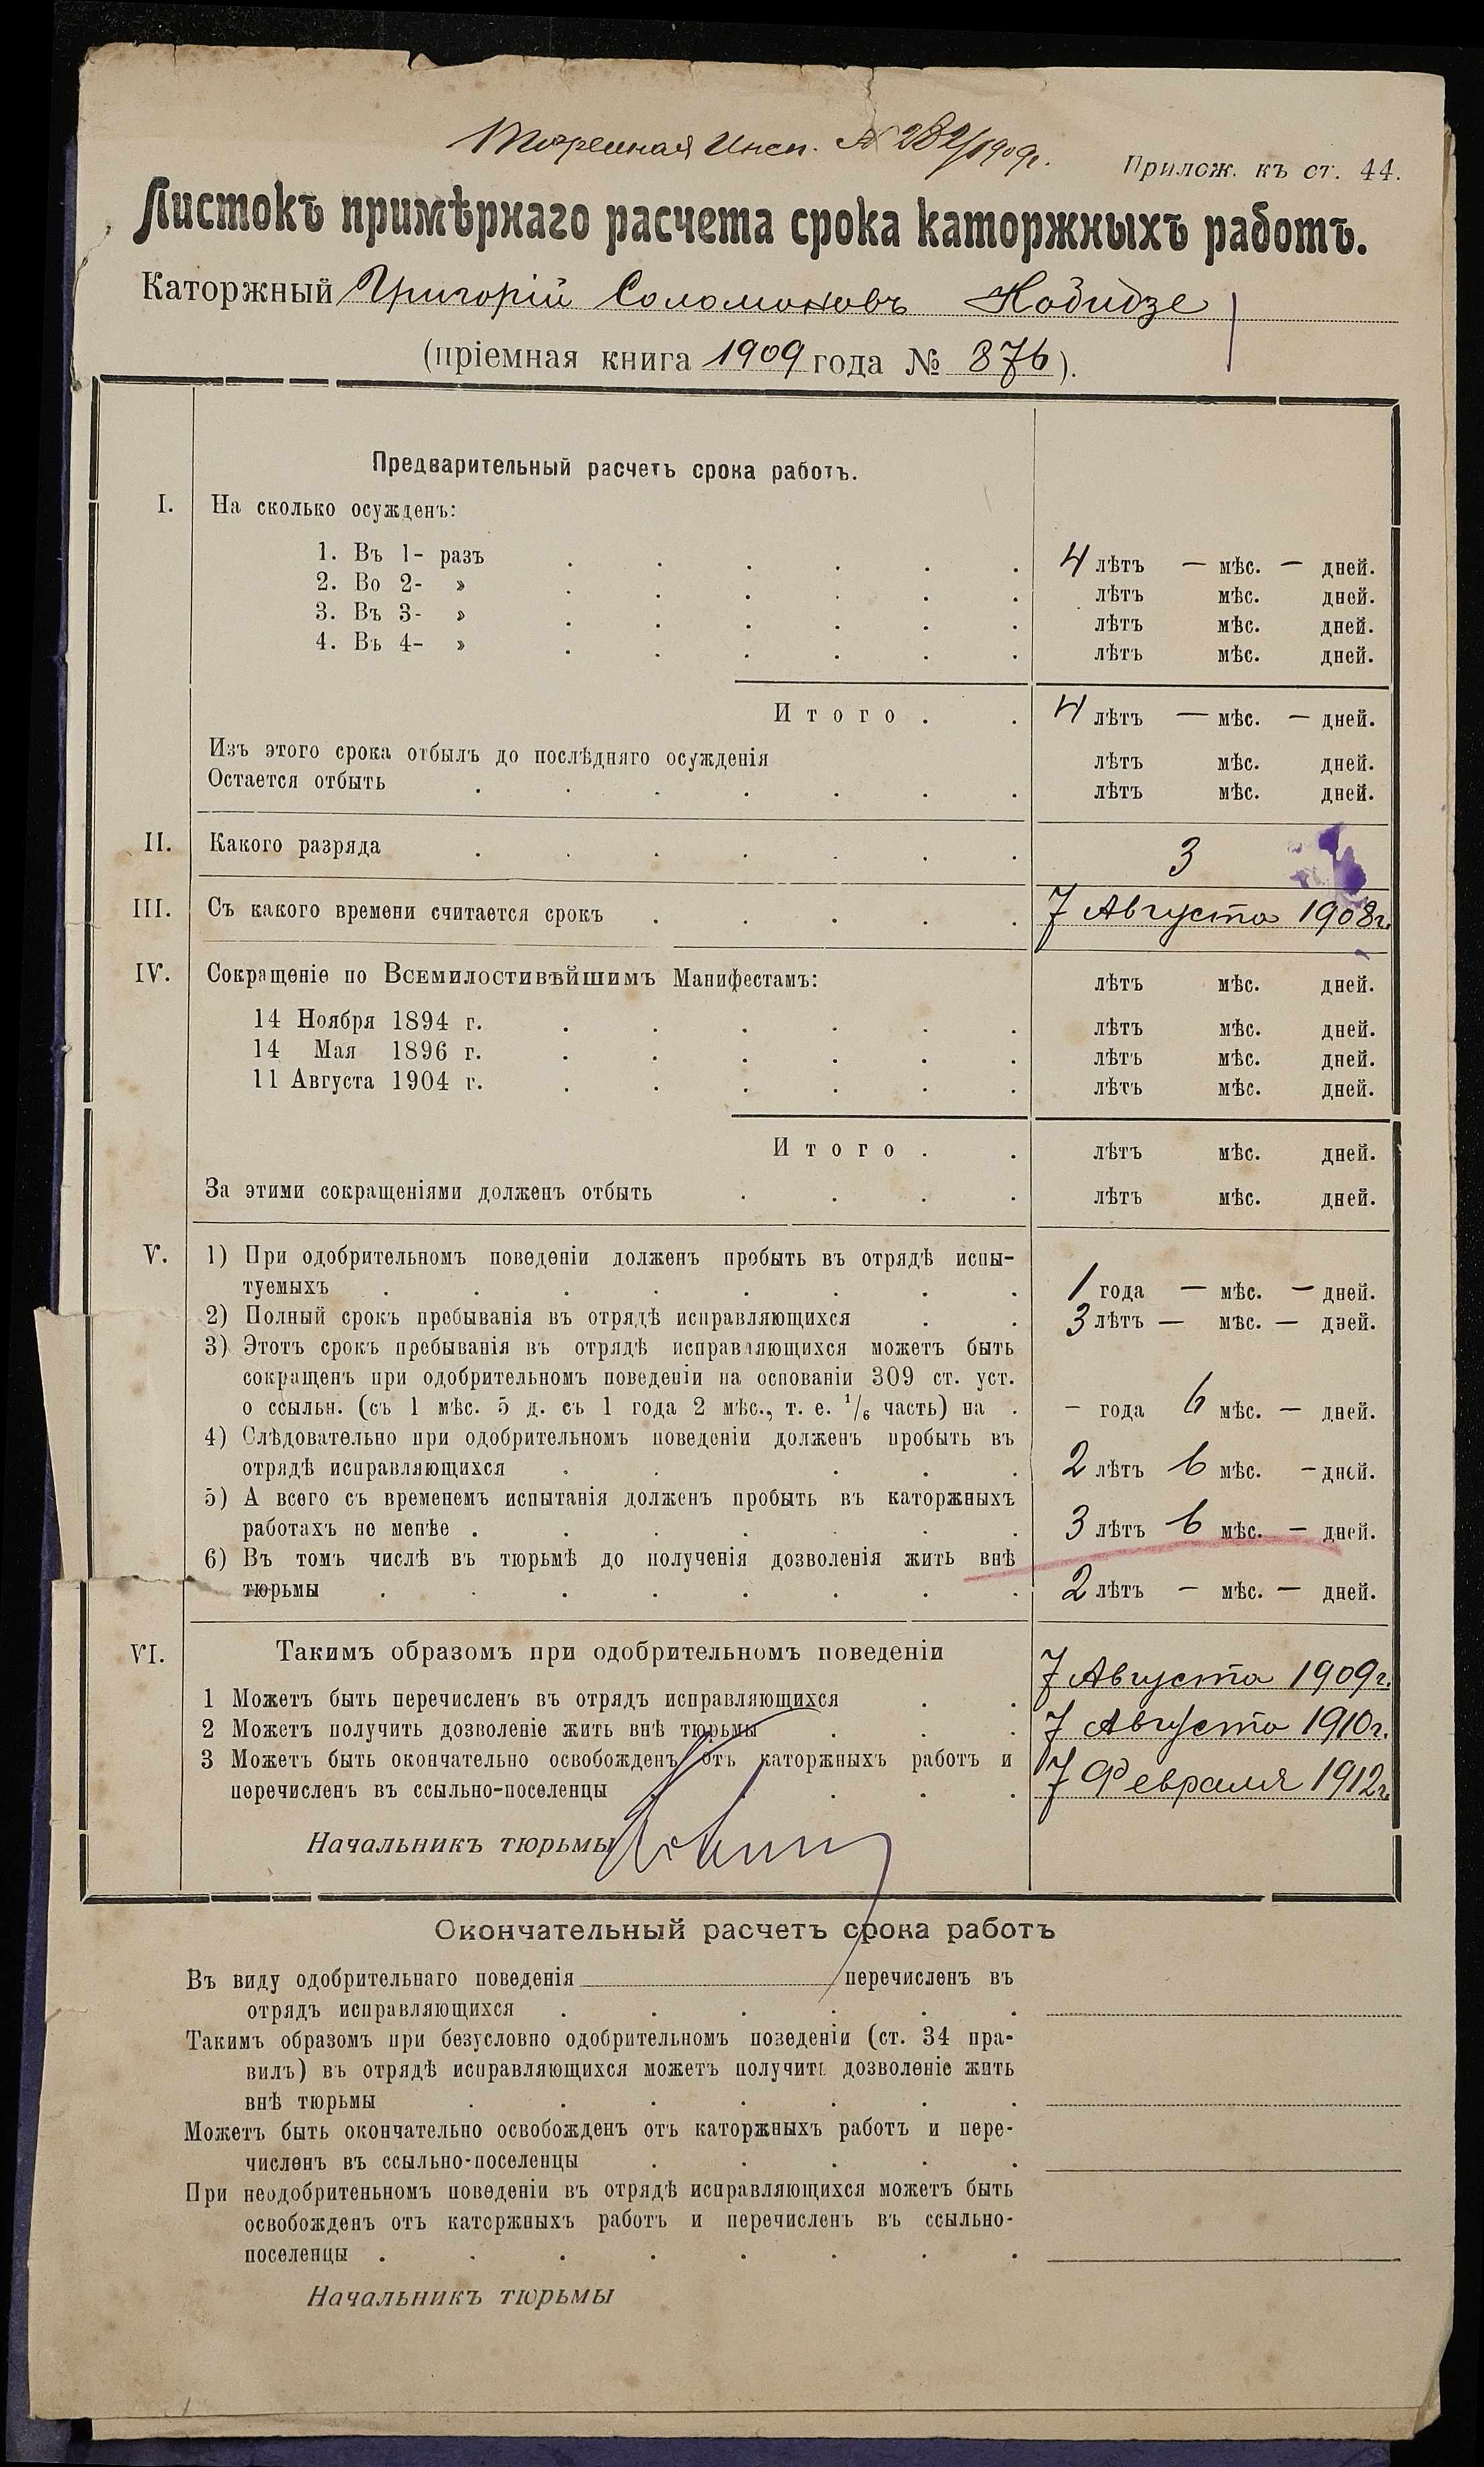 Тюремная Инсп. № 282/1909г.
Прилож. къ ст. 44.
Листокъ примѣрнаго расчета срока каторжныхъ работъ.
Каторжный Григорій Соломоновъ Нобидзе
(пріемная книга 1909 года № 376).
Предварительный расчетъ срока работъ.
I. На сколько осужденъ:
1. Въ 1- разъ . . . . . . 4 лѣтъ — мѣс. — дней.
2. Во 2- » . . . . . . лѣтъ мѣс. дней.
3. Въ 3- » . . . . . . лѣтъ мѣс. дней.
4. Въ 4- » . . . . . . лѣтъ мѣс. дней.
Итого . . 4 лѣтъ — мѣс. — дней.
Изъ этого срока отбылъ до послѣдняго осужденія лѣтъ мѣс. дней.
Остается отбыть . . . . . . . лѣтъ мѣс. дней.
II. Какого разряда . . . . . . . 3
III. Съ какого времени считается срокъ . . . . . 7 Августа 1908г.
IV. Сокращеніе по Всемилостивѣйшимъ Манифестамъ: лѣтъ мѣс. дней.
14 Ноября 1894 г. . . . . . . лѣтъ мѣс. дней.
14 Мая 1896 г. . . . . . . лѣтъ мѣс. дней.
11 Августа 1904 г. . . . . . . лѣтъ мѣс. дней.
Итого . . лѣтъ мѣс. дней.
За этими сокращеніями долженъ отбыть . . . . лѣтъ мѣс. дней.
V. 1) При одобрительномъ поведеніи долженъ пробыть въ отрядѣ испы-
туемыхъ . . . . . . . . 1 года — мѣс. — дней.
2) Полный срокъ пребыванія въ отрядѣ исправляющихся . . 3 лѣтъ — мѣс. — дней.
3) Этотъ срокъ пребыванія въ отрядѣ исправляющихся можетъ быть
сокращенъ при одобрительномъ поведеніи на основаніи 309 ст. уст.
о ссыльн. (съ 1 мѣс. 5 д. съ 1 года 2 мѣс., т. е. 1/6 часть) на . – года 6 мѣс. — дней.
4) Слѣдовательно при одобрительномъ поведеніи долженъ пробыть въ
отрядѣ исправляющихся . . . . . 2 лѣтъ 6 мѣс. – дней.
5) А всего съ временемъ испытанія долженъ пробыть въ каторжныхъ
работахъ не менѣе . . . . . . . 3 лѣтъ 6 мѣс. – дней.
6) Въ томъ числѣ въ тюрьмѣ до полученія дозволенія жить внѣ
тюрьмы . . . . . . . . 2 лѣтъ – мѣс. — дней.
VI. Такимъ образомъ при одобрительномъ поведеніи
1 Можетъ быть перечисленъ въ отрядъ исправляющихся . . 7 Августа 1909г.
2 Можетъ получить дозволеніе жить внѣ тюрьмы . . . 7 Августа 1910г.
3 Можетъ быть окончательно освобожденъ отъ каторжныхъ работъ и
перечисленъ въ ссыльно-поселенцы . . . . . 7 Февраля 1912г.
Начальникъ тюрьмы
Окончательный расчетъ срока работъ
Въ виду одобрительнаго поведенія перечисленъ въ
отрядъ исправляющихся . . . . . .
Такимъ образомъ при безусловно одобрительномъ поведеніи (ст. 34 пра-
вилъ) въ отрядѣ исправляющихся можетъ получить дозволеніе жить
внѣ тюрьмы . . . . . . .
Можетъ быть окончательно освобожденъ отъ каторжныхъ работъ и пере-
численъ въ ссыльно-поселенцы . . . . .
При неодобритеньномъ поведеніи въ отрядѣ исправляющихся можетъ быть
освобожденъ отъ каторжныхъ работъ и перечисленъ въ ссыльно-
поселенцы . . . . . . . .
Начальникъ тюрьмы